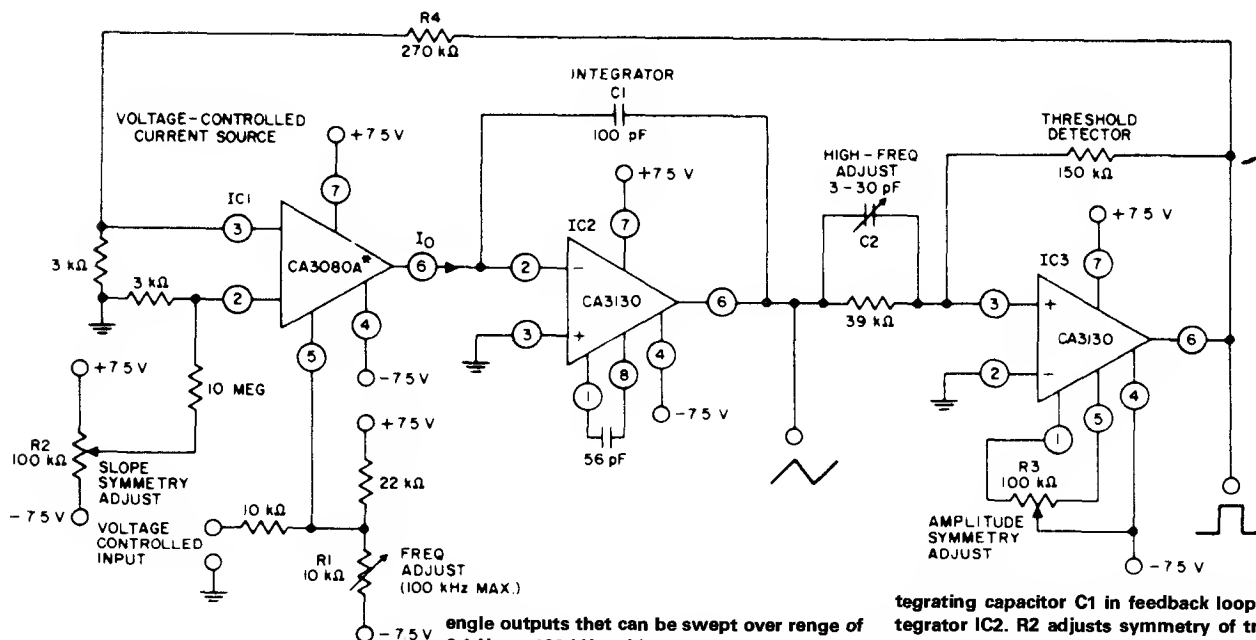 R4
270 kΩ
INTEGRATOR
C1
100 pF
VOLTAGE-CONTROLLED
CURRENT SOURCE
+7 5 V
7
IC1
3
3 kΩ
3 kΩ
2
CA3080A*
I0
6
4
-7 5 V
5
10 MEG
+7 5 V
R2
100 kΩ
SLOPE
SYMMETRY
ADJUST
-7 5 V
+7 5 V
22 kΩ
10 kΩ
VOLTAGE
CONTROLLED
INPUT
R1
10 kΩ
FREQ
ADJUST
(100 kHz MAX.)
-7 5 V
+7 5 V
7
IC2
2
-
CA3130
6
3
+
1
8
4
-7 5 V
56 pF
HIGH-FREQ
ADJUST
3-30 pF
C2
39 kΩ
THRESHOLD
DETECTOR
150 kΩ
+7 5 V
7
IC3
3
+
CA3130
6
2
-
1
5
4
R3
100 kΩ
AMPLITUDE
SYMMETRY
ADJUST
-7 5 V
engle outputs thet can be swept over renge of
tegrating capacitor C1 in feedback loop
tegrator IC2. R2 adjusts symmetry of t